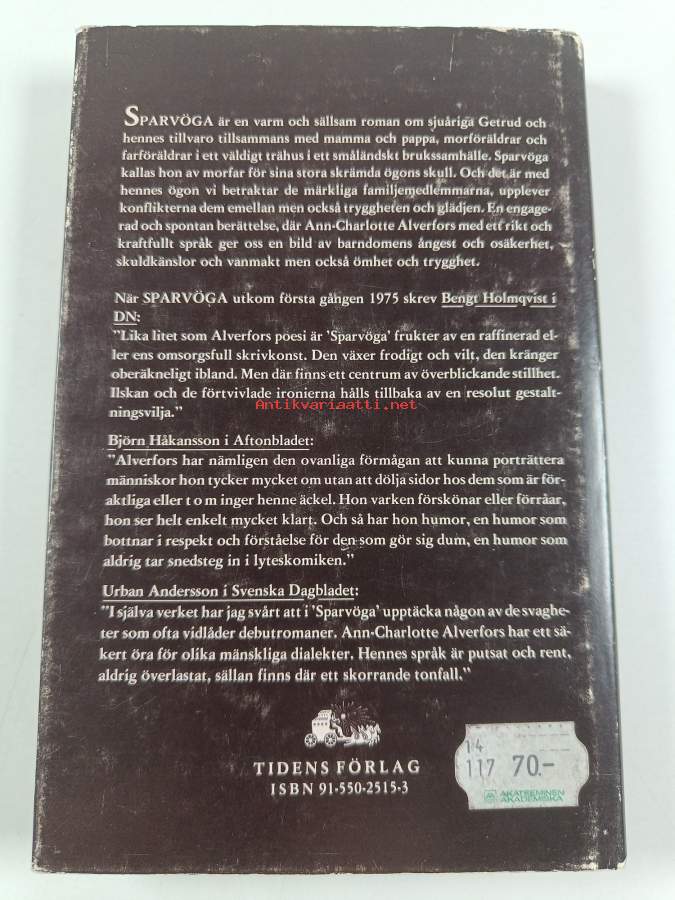 SPARVÖGA är en varm och sällsam roman om sjuåriga Getrud och
hennes tillvaro tillsammans med mamma och pappa, morföräldrar och
farföräldrar i ett väldigt trähus i ett småländskt brukssamhälle. Sparvöga
kallas hon av morfar för sina stora skrämda ögons skull. Och det är med
hennes ögon vi betraktar de märkliga familjemedlemmarna, upplever
konflikterna dem emellan men också tryggheten och glädjen. En engage-
rad och spontan berättelse, där Ann-Charlotte Alverfors med ett rikt och
kraftfullt språk ger oss en bild av barndomens ångest och osäkerhet,
skuldkänslor och vanmakt men också ömhet och trygghet.
När SPARVÖGA utkom första gången 1975 skrev Bengt Holmqvist i
DN:
"Lika litet som Alverfors poesi är 'Sparvöga' frukter av en raffinerad el-
ler ens omsorgsfull skrivkonst. Den växer frodigt och vilt, den kränger
oberäkneligt ibland. Men där finns ett centrum av överblickande stillhet.
Ilskan och de förtvivlade ironierna hålls tillbaka av en resolut gestalt-
ningsvilja."
Antikvariaatti.net
Björn Håkansson i Aftonbladet:
"Alverfors har nämligen den ovanliga förmågan att kunna porträttera
människor hon tycker mycket om utan att dölja sidor hos dem som är för-
aktliga eller t o m inger henne äckel. Hon varken förskönar eller förråar,
hon ser helt enkelt mycket klart. Och så har hon humor, en humor som
bottnar i respekt och förståelse för den som gör sig dum, en humor som
aldrig tar snedsteg in i lyteskomiken."
Urban Andersson i Svenska Dagbladet:
"I själva verket har jag svårt att i 'Sparvöga' upptäcka någon av de svaghe-
ter som ofta vidlåder debutromaner. Ann-Charlotte Alverfors har ett sä-
kert öra för olika mänskliga dialekter. Hennes språk är putsat och rent,
aldrig överlastat, sällan finns där ett skorrande tonfall."
TIDENS FÖRLAG
ISBN 91-550-2515-3
14
117 70.-
AKATEEMINEN
AKADEMISKA